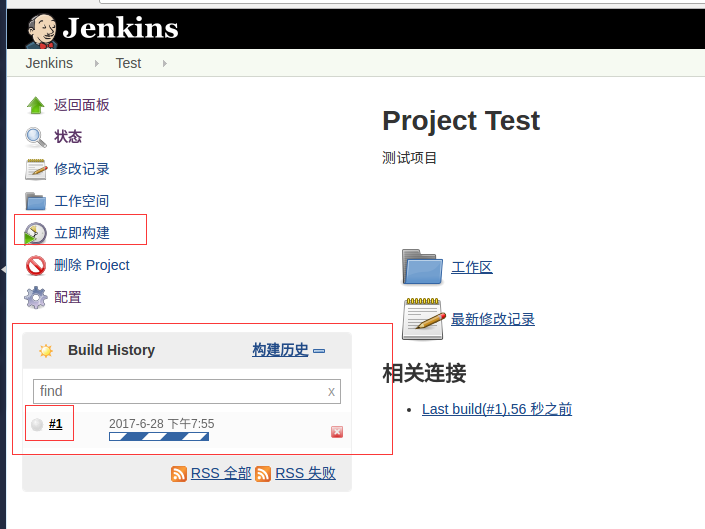 Jenkins
Jenkins Test
返回面板
状态
修改记录
工作空间
立即构建
删除 Project
配置
Build History 构建历史
find x
#1 2017-6-28 下午7:55
RSS 全部 RSS 失败
Project Test
测试项目
工作区
最新修改记录
相关连接
Last build(#1),56 秒之前